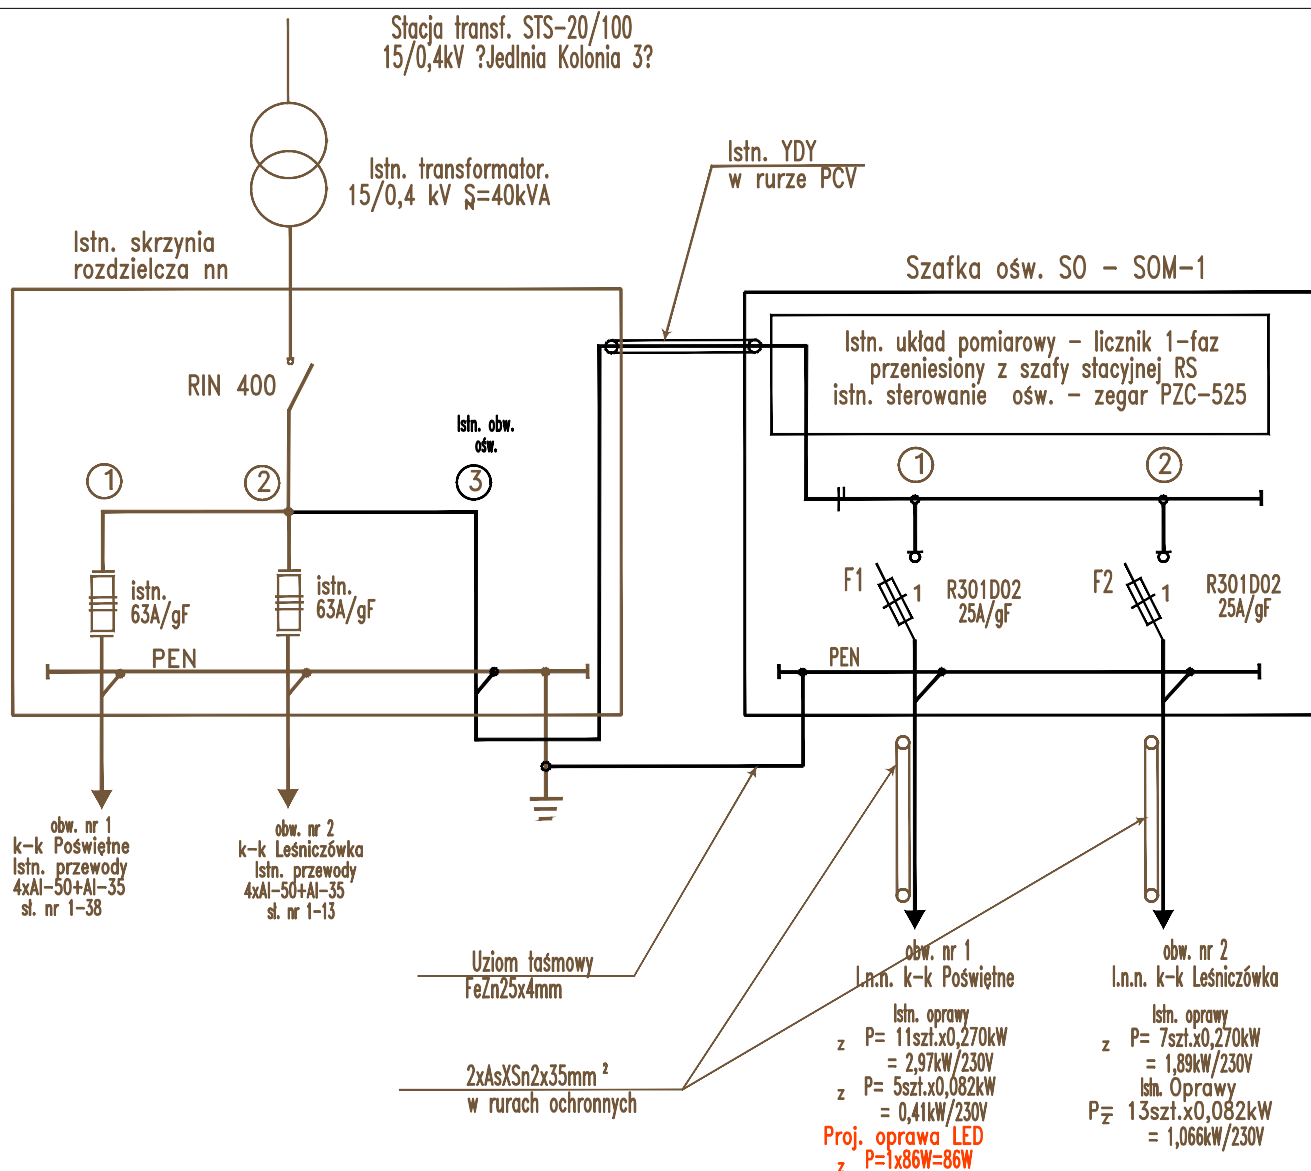 Stacja transf. STS-20/100
15/0,4kV ?Jedlnia Kolonia 3?
Istn. transformator.
15/0,4 kV SN=40kVA
Istn. YDY
w rurze PCV
Istn. skrzynia
rozdzielcza nn
Szafka ośw. SO - SOM-1
Istn. układ pomiarowy - licznik 1-faz
przeniesiony z szafy stacyjnej RS
istn. sterowanie ośw. - zegar PZC-525
RIN 400
Istn. obw.
ośw.
1
2
3
1
2
istn.
63A/gF
istn.
63A/gF
F1
1
R301D02
25A/gF
F2
1
R301D02
25A/gF
PEN
PEN
obw. nr 1
k-k Poświętne
Istn. przewody
4xAl-50+Al-35
sł. nr 1-38
obw. nr 2
k-k Leśniczówka
Istn. przewody
4xAl-50+Al-35
sł. nr 1-13
Uziom taśmowy
FeZn25x4mm
2xAsXSn2x35mm²
w rurach ochronnych
obw. nr 1
l.n.n. k-k Poświętne
Istn. oprawy
Pz= 11szt.x0,270kW
= 2,97kW/230V
Pz= 5szt.x0,082kW
= 0,41kW/230V
Proj. oprawa LED
Pz=1x86W=86W
obw. nr 2
l.n.n. k-k Leśniczówka
Istn. oprawy
Pz= 7szt.x0,270kW
= 1,89kW/230V
Istn. Oprawy
Pz= 13szt.x0,082kW
= 1,066kW/230V